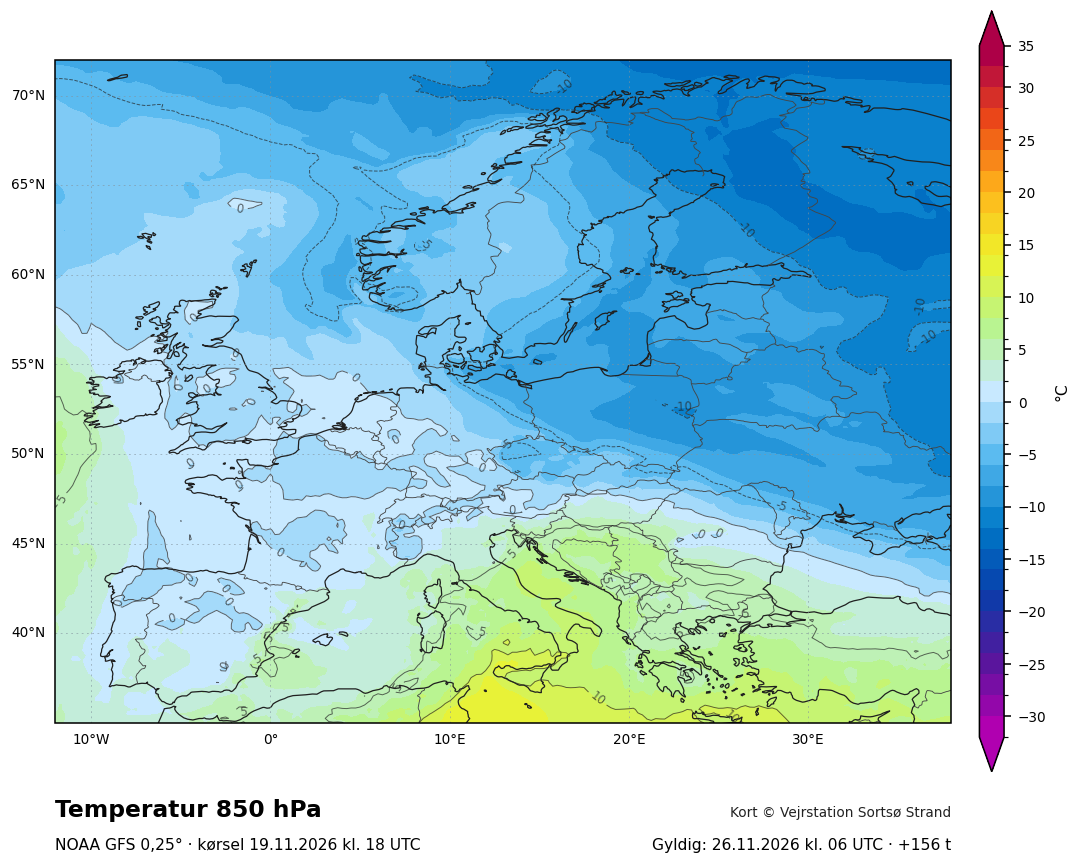 35
30
25
20
15
10
5
0
−5
−10
−15
−20
−25
−30
°C
70°N
65°N
60°N
55°N
50°N
45°N
40°N
10°W
0°
10°E
20°E
30°E
Temperatur 850 hPa
Kort © Vejrstation Sortsø Strand
NOAA GFS 0,25° · kørsel 19.11.2026 kl. 18 UTC
Gyldig: 26.11.2026 kl. 06 UTC · +156 t